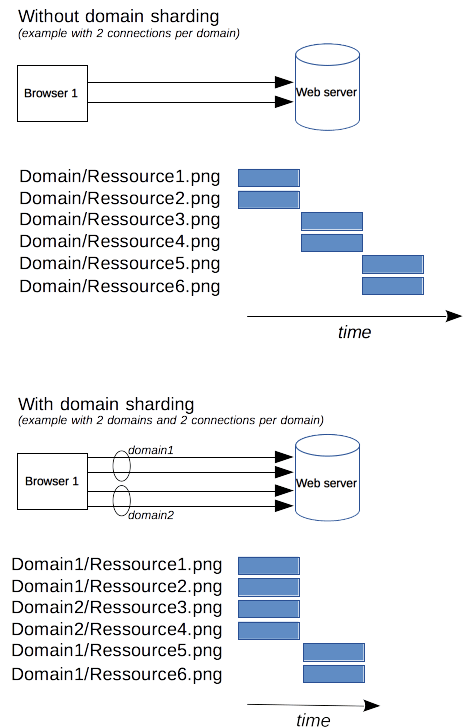 Without domain sharding
(example with 2 connections per domain)
Browser 1
Web server
Domain/Ressource1.png
Domain/Ressource2.png
Domain/Ressource3.png
Domain/Ressource4.png
Domain/Ressource5.png
Domain/Ressource6.png
time
With domain sharding
(example with 2 domains and 2 connections per domain)
domain1
Browser 1
Web server
domain2
Domain1/Ressource1.png
Domain1/Ressource2.png
Domain2/Ressource3.png
Domain2/Ressource4.png
Domain1/Ressource5.png
Domain1/Ressource6.png
time